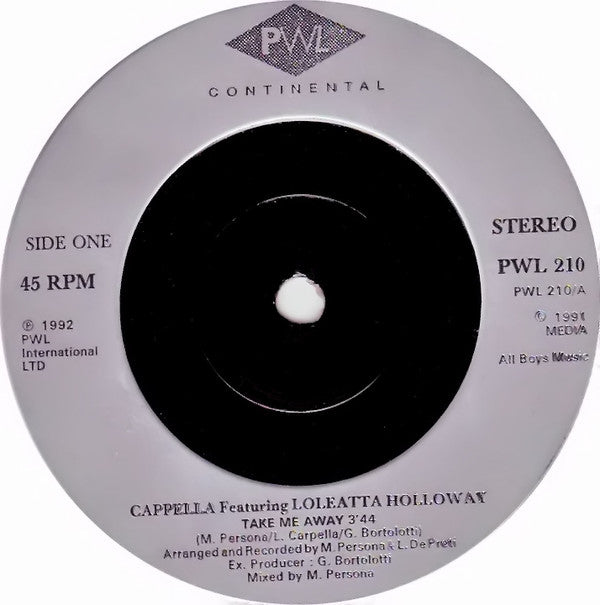 PWL
CONTINENTAL
SIDE ONE
45 RPM
℗ 1992
PWL
International
LTD
STEREO
PWL 210
PWL 210/A
© 1991
MEDIA
All Boys Music
CAPPELLA Featuring LOLEATTA HOLLOWAY
TAKE ME AWAY 3'44
(M. Persona/L. Carpella/G. Bortolotti)
Arranged and Recorded by M. Persona & L. De Preti
Ex. Producer : G. Bortolotti
Mixed by M. Persona